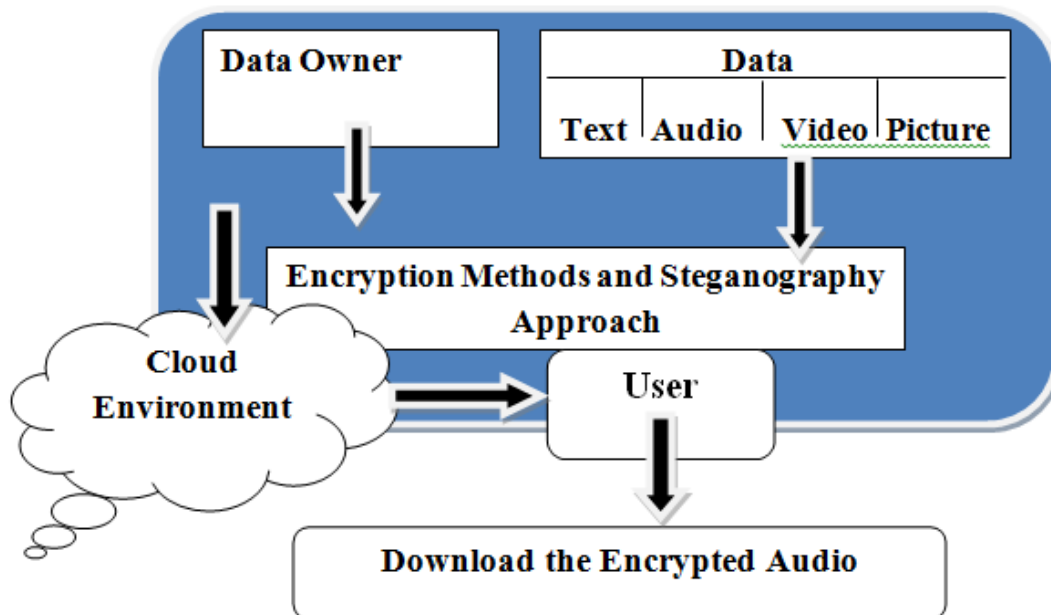 Data Owner
Data
Text Audio Video Picture
Encryption Methods and Steganography
Approach
Cloud
Environment
User
Download the Encrypted Audio